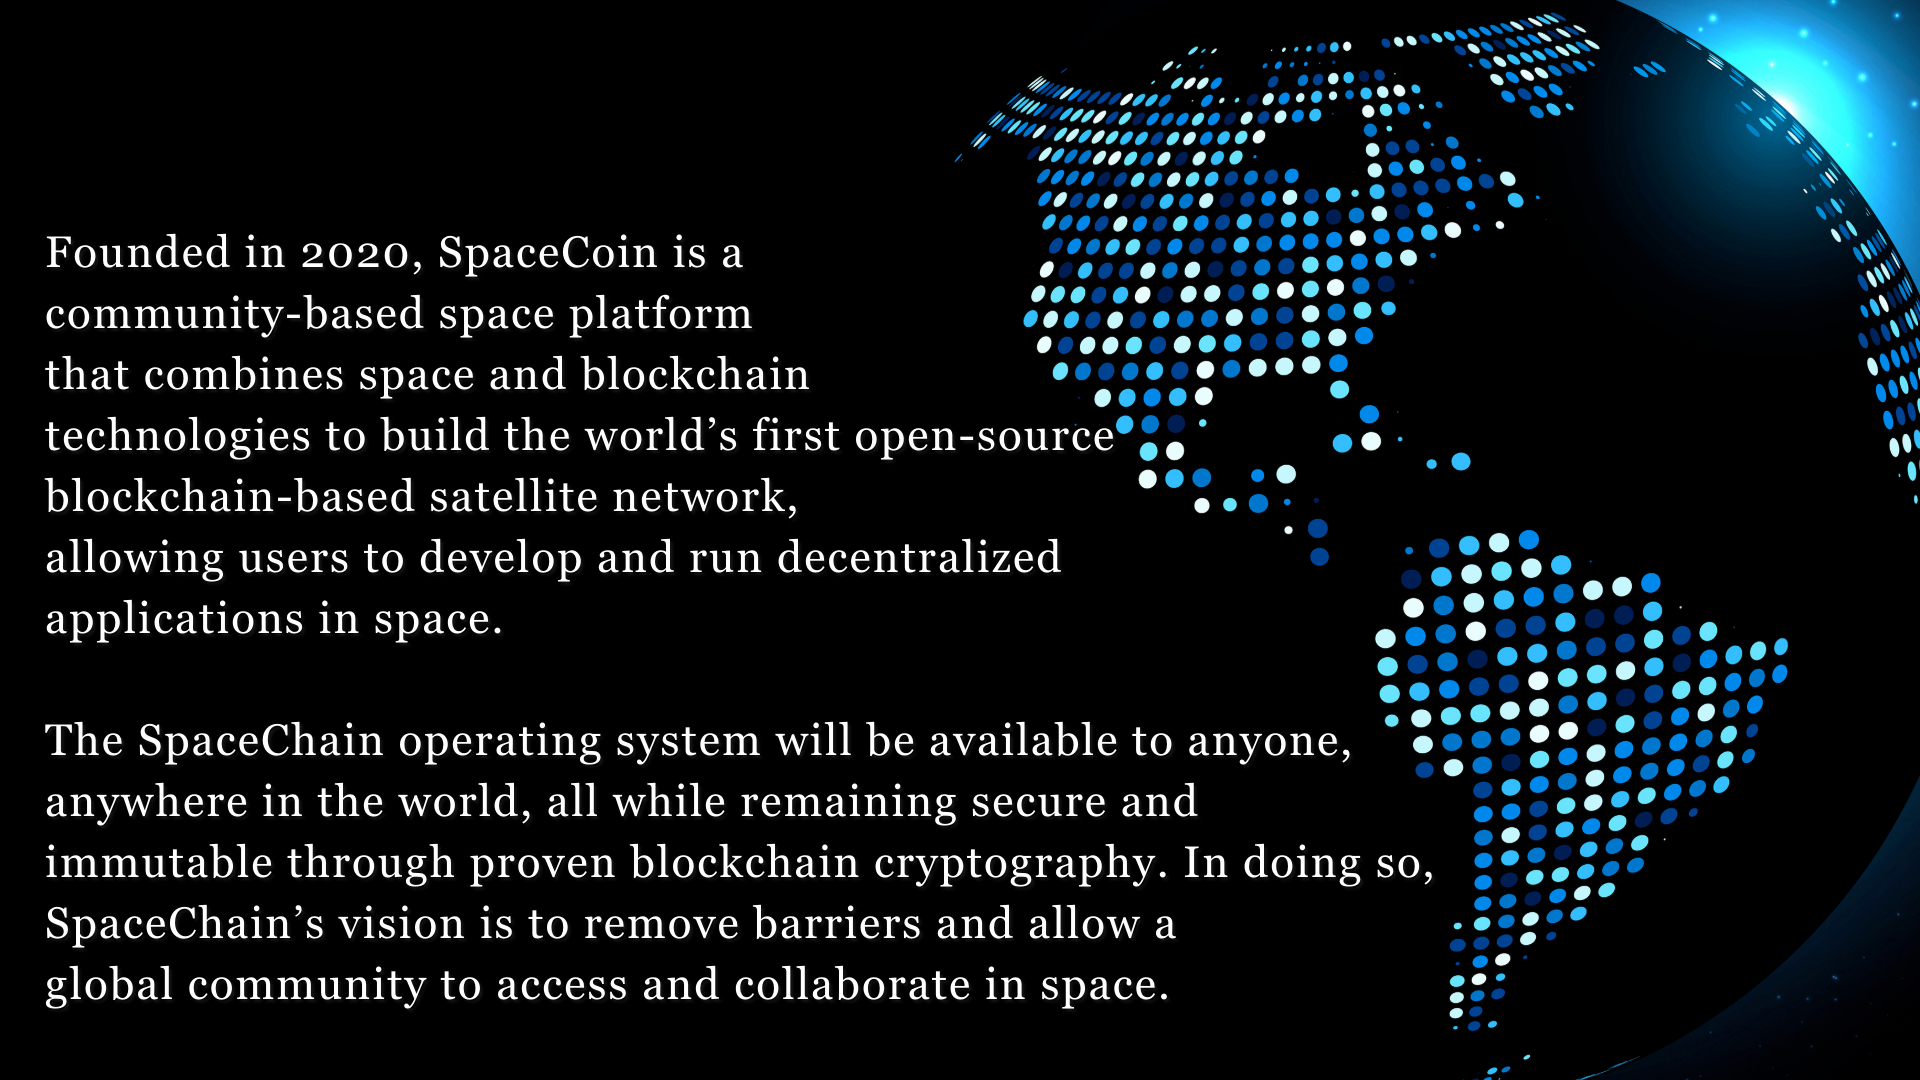 Founded in 2020, SpaceCoin is a
community-based space platform
that combines space and blockchain
technologies to build the world’s first open-source
blockchain-based satellite network,
allowing users to develop and run decentralized
applications in space.
The SpaceChain operating system will be available to anyone,
anywhere in the world, all while remaining secure and
immutable through proven blockchain cryptography. In doing so,
SpaceChain’s vision is to remove barriers and allow a
global community to access and collaborate in space.